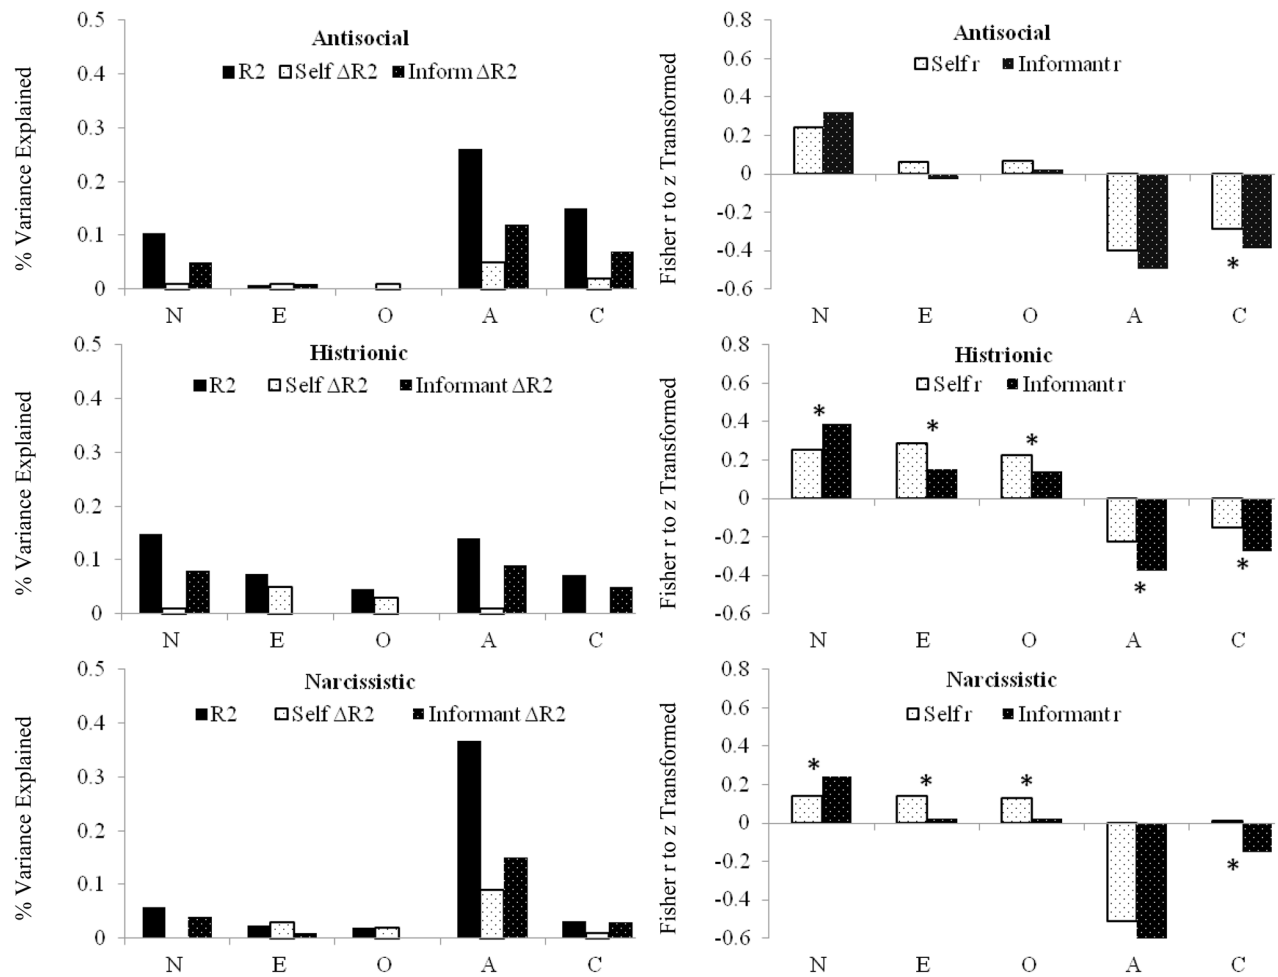 % Variance Explained
0.5
0.4
0.3
0.2
0.1
0
Antisocial
R2 Self ΔR2 Inform ΔR2
N E O A C
Fisher r to z Transformed
0.8
0.6
0.4
0.2
0
-0.2
-0.4
-0.6
Antisocial
Self r Informant r
*
N E O A C
% Variance Explained
0.5
0.4
0.3
0.2
0.1
0
Histrionic
R2 Self ΔR2 Informant ΔR2
N E O A C
Fisher r to z Transformed
0.8
0.6
0.4
0.2
0
-0.2
-0.4
-0.6
Histrionic
Self r Informant r
* * * * *
N E O A C
% Variance Explained
0.5
0.4
0.3
0.2
0.1
0
Narcissistic
R2 Self ΔR2 Informant ΔR2
N E O A C
Fisher r to z Transformed
0.8
0.6
0.4
0.2
0
-0.2
-0.4
-0.6
Narcissistic
Self r Informant r
* * * *
N E O A C